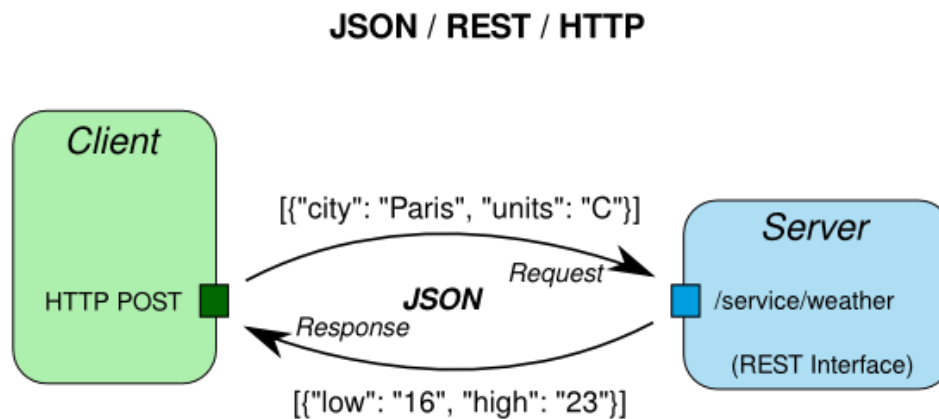 JSON / REST / HTTP
Client
[{"city": "Paris", "units": "C"}]
Server
Request
HTTP POST
JSON
/service/weather
Response
(REST Interface)
[{"low": "16", "high": "23"}]